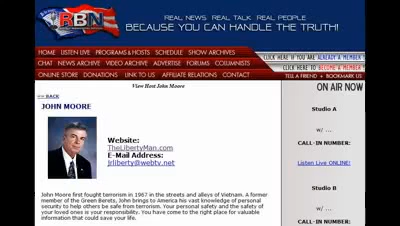 RBN
REAL NEWS REAL TALK REAL PEOPLE
BECAUSE YOU CAN HANDLE THE TRUTH!
HOME LISTEN LIVE PROGRAMS & HOSTS SCHEDULE SHOW ARCHIVES
CLICK HERE IF YOU ARE ALREADY A MEMBER
CHAT NEWS ARCHIVE VIDEO ARCHIVE ADVERTISE FORUMS COLUMNISTS
CLICK HERE TO BECOME A MEMBER
ONLINE STORE DONATIONS LINK TO US AFFILIATE RELATIONS CONTACT
TELL A FRIEND + BOOKMARK US
View Host John Moore
ON AIR NOW
<< BACK
JOHN MOORE
Studio A
w/ ...
CALL-IN NUMBER:
Website:
TheLibertyMan.com
E-Mail Address:
jrliberty@webtv.net
Listen Live ONLINE!
Studio B
w/ ...
CALL-IN NUMBER:
John Moore first fought terrorism in 1967 in the streets and alleys of Vietnam. A former
member of the Green Berets, John brings to America his vast knowledge of personal
security to help others be safe from terrorism. Your personal safety and the safety of
your loved ones is your responsibility. You have come to the right place for valuable
information that could save your life.